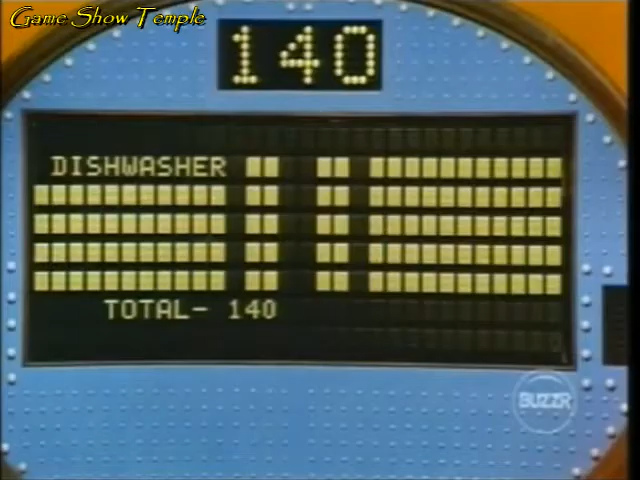 Game Show Temple
140
DISHWASHER
TOTAL- 140
BUZZR